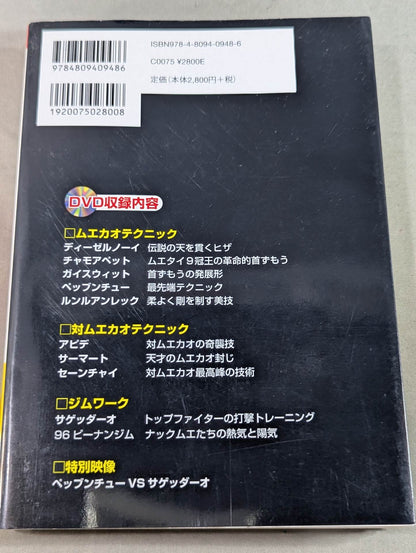 ISBN978-4-8094-0948-6
9784809409486
C0075 ¥2800E
定価(本体2,800円+税)
1920075028008
DVD収録内容
□ムエカオテクニック
ディーゼルノーイ 伝説の天を貫くヒザ
チャモアペット ムエタイ9冠王の革命的首ずもう
ガイスウィット 首ずもうの発展形
ペップンチュー 最先端テクニック
ルンルルアンレック 柔よく剛を制す美技
□対ムエカオテクニック
アピデ 対ムエカオの奇襲技
サーマート 天才のムエカオ封じ
セーンチャイ 対ムエカオ最高峰の技術
□ジムワーク
サゲッダーオ トップファイターの打撃トレーニング
96ピーナンジム ナックムエたちの熱気と陽気
□特別映像
ペップンチューVSサゲッダーオ